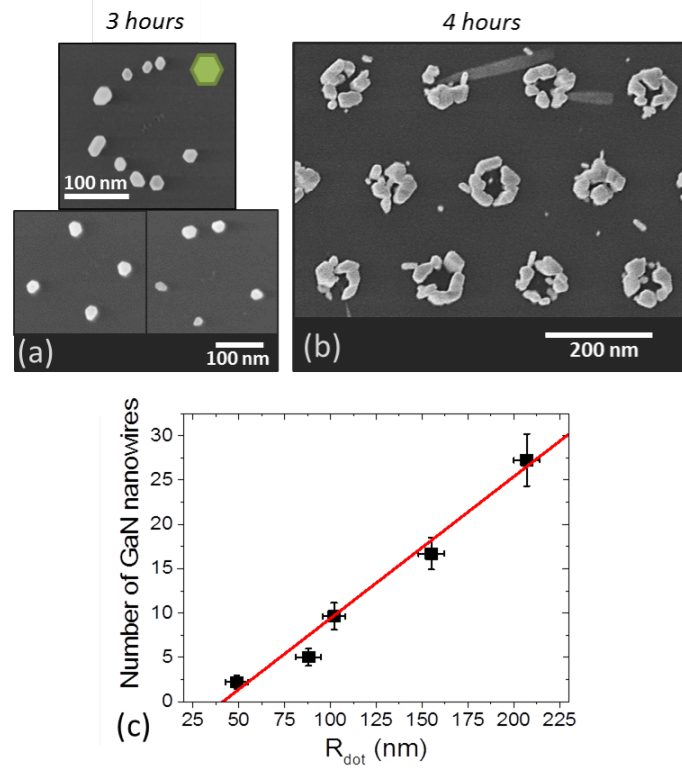 3 hours
4 hours
100 nm
100 nm
(a)
200 nm
(b)
30
25
20
15
10
5
0
Number of GaN nanowires
25 50 75 100 125 150 175 200 225
R_dot (nm)
(c)